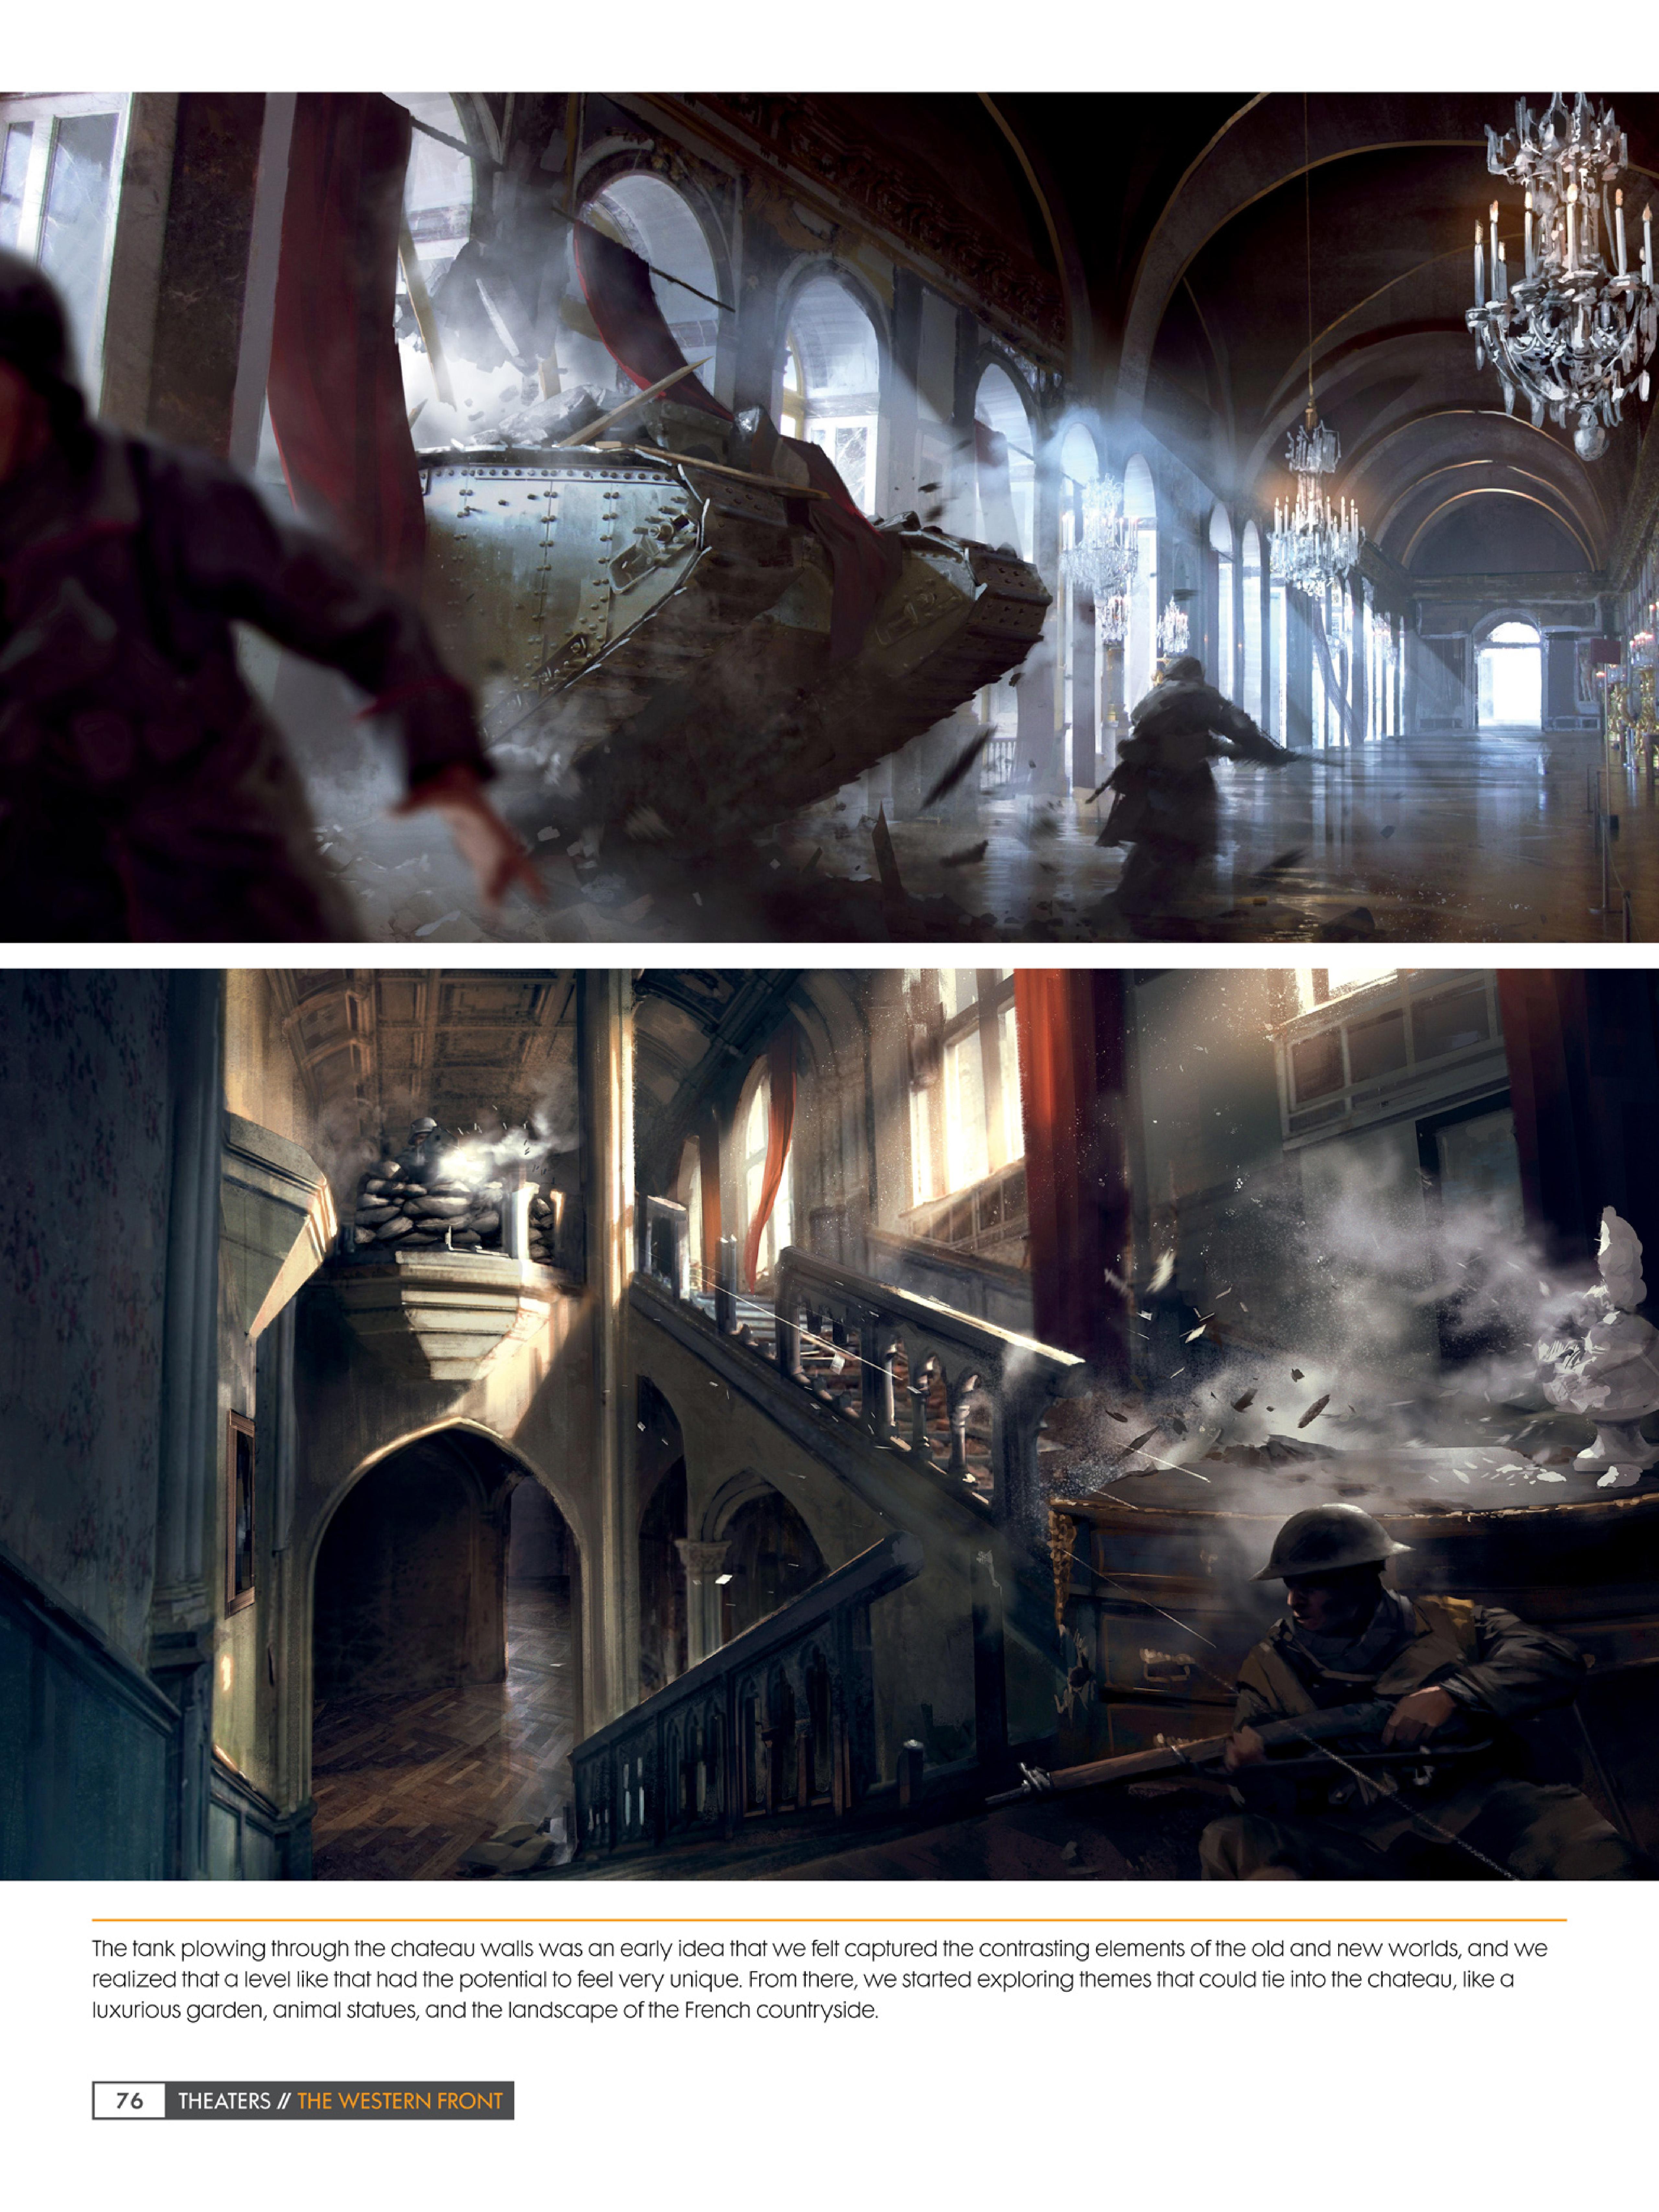 The tank plowing through the chateau walls was an early idea that we felt captured the contrasting elements of the old and new worlds, and we
realized that a level like that had the potential to feel very unique. From there, we started exploring themes that could tie into the chateau, like a
luxurious garden, animal statues, and the landscape of the French countryside.
76 THEATERS // THE WESTERN FRONT